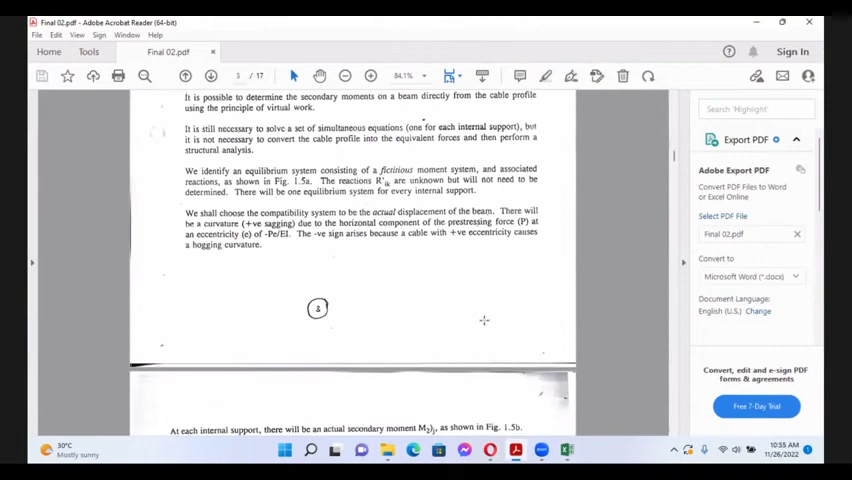 Final 02.pdf - Adobe Acrobat Reader (64-bit)
File Edit View Sign Window Help
Home Tools Final 02.pdf × Sign In
3 / 17 84.1%
It is possible to determine the secondary moments on a beam directly from the cable profile
using the principle of virtual work.
It is still necessary to solve a set of simultaneous equations (one for each internal support), but
it is not necessary to convert the cable profile into the equivalent forces and then perform a
structural analysis.
We identify an equilibrium system consisting of a fictitious moment system, and associated
reactions, as shown in Fig. 1.5a. The reactions R'ik are unknown but will not need to be
determined. There will be one equilibrium system for every internal support.
We shall choose the compatibility system to be the actual displacement of the beam. There will
be a curvature (+ve sagging) due to the horizontal component of the prestressing force (P) at
an eccentricity (e) of -Pe/EI. The -ve sign arises because a cable with +ve eccentricity causes
a hogging curvature.
3
At each internal support, there will be an actual secondary moment M2)j, as shown in Fig. 1.5b.
Search 'Highlight'
Export PDF
Adobe Export PDF
Convert PDF Files to Word
or Excel Online
Select PDF File
Final 02.pdf
Convert to
Microsoft Word (*.docx)
Document Language:
English (U.S.) Change
Convert, edit and e-sign PDF
forms & agreements
Free 7-Day Trial
30°C
Mostly sunny
10:55 AM
11/26/2022